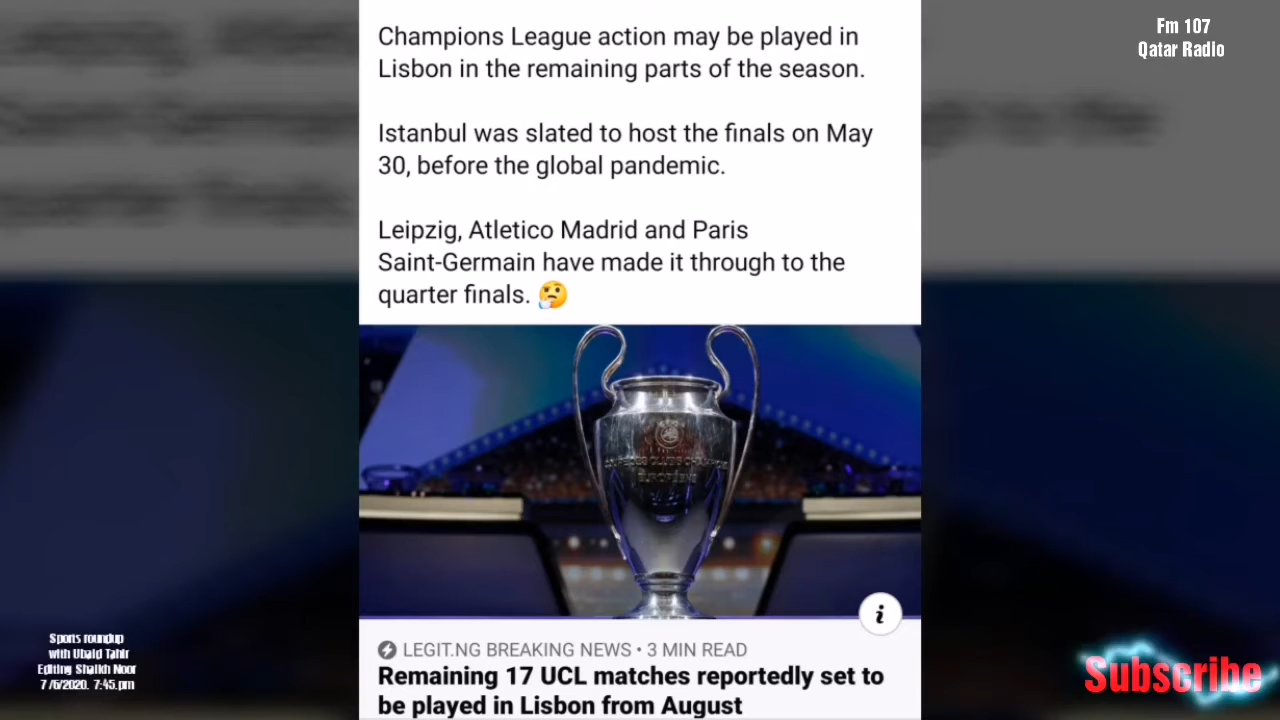 Champions League action may be played in
Lisbon in the remaining parts of the season.
Istanbul was slated to host the finals on May
30, before the global pandemic.
Leipzig, Atletico Madrid and Paris
Saint-Germain have made it through to the
quarter finals. 🤔
LEGIT.NG BREAKING NEWS • 3 MIN READ
Remaining 17 UCL matches reportedly set to
be played in Lisbon from August
Fm 107
Qatar Radio
Sports roundup
with Ubaid Tahir
Editing Shaikh Noor
7/6/2020. 7:45.pm
Subscribe